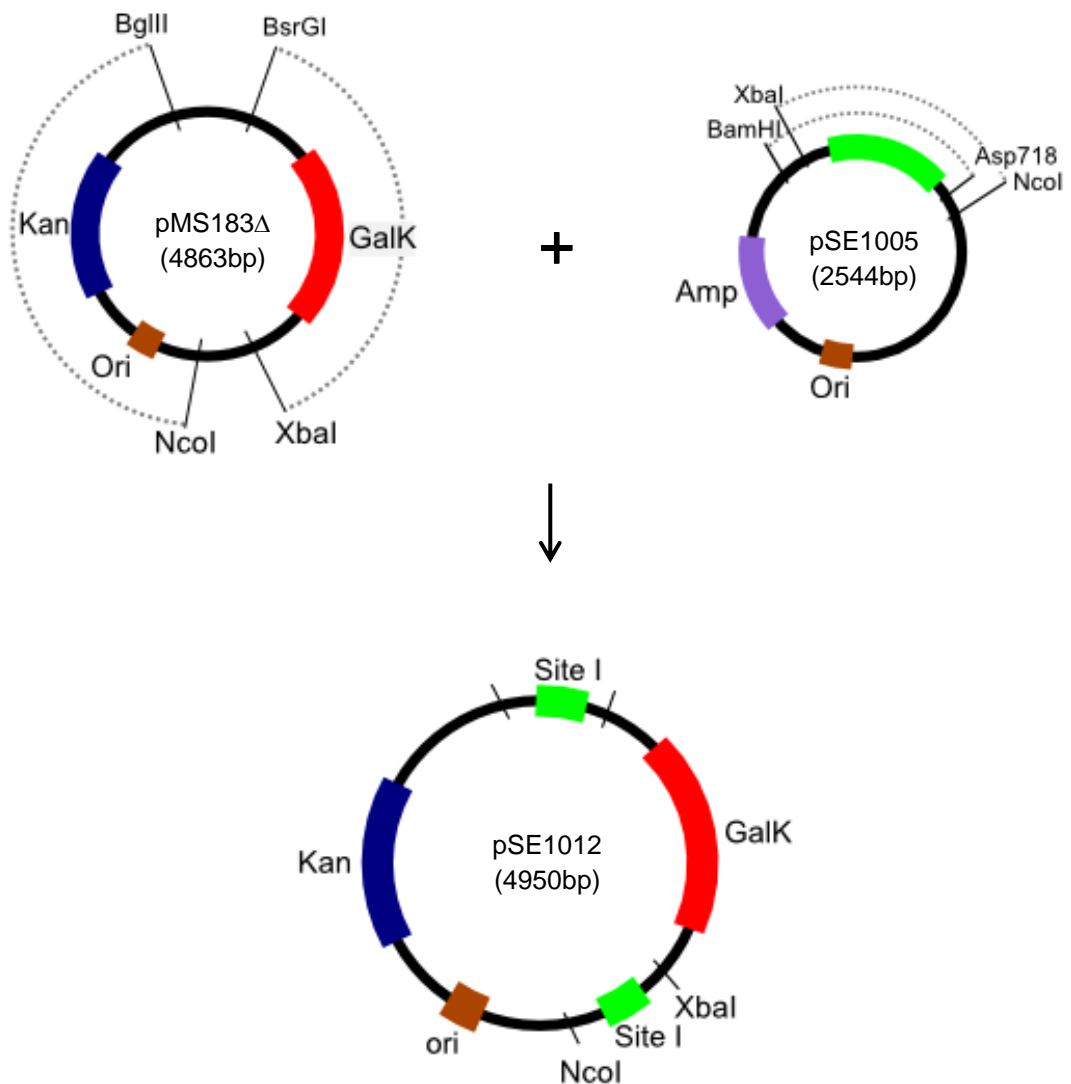 BglII
BsrGI
Kan
pMS183Δ
(4863bp)
GalK
Ori
NcoI
XbaI
+
XbaI
BamHI
Asp718
NcoI
pSE1005
(2544bp)
Amp
Ori
Site I
Kan
pSE1012
(4950bp)
GalK
XbaI
Site I
ori
NcoI